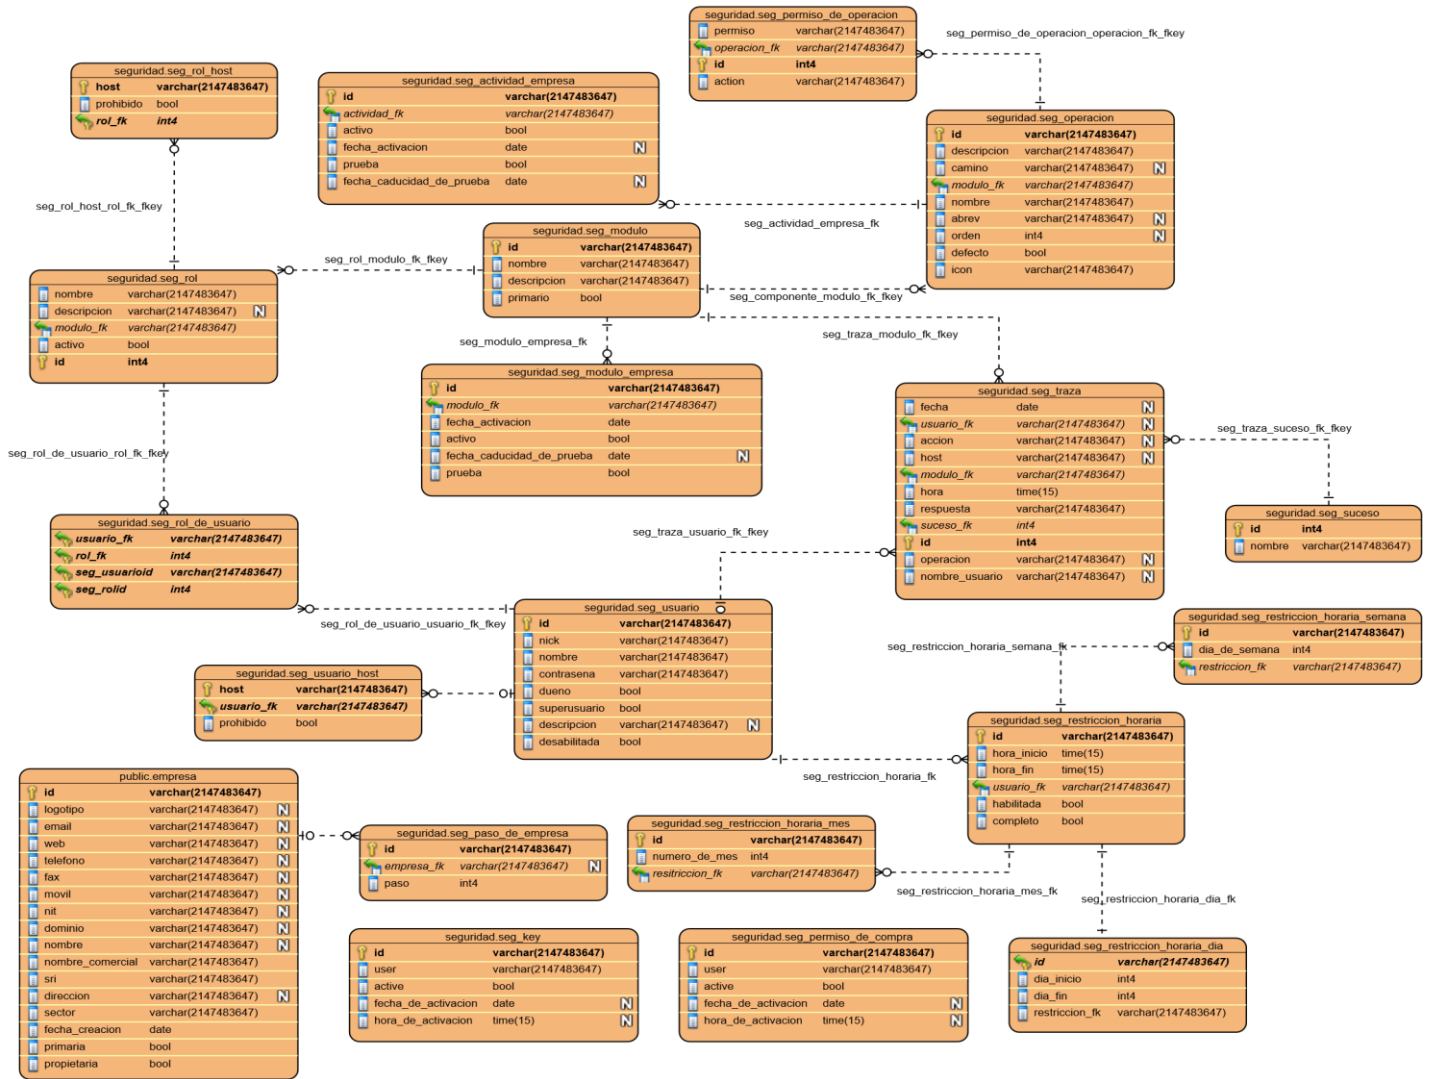 seguridad.seg_permiso_de_operacion
permiso varchar(2147483647)
operacion_fk varchar(2147483647)
id int4
action varchar(2147483647)
seg_permiso_de_operacion_operacion_fk_fkey
seguridad.seg_rol_host
host varchar(2147483647)
prohibido bool
rol_fk int4
seguridad.seg_actividad_empresa
id varchar(2147483647)
actividad_fk varchar(2147483647)
activo bool
fecha_activacion date N
prueba bool
fecha_caducidad_de_prueba date N
seguridad.seg_operacion
id varchar(2147483647)
descripcion varchar(2147483647)
camino varchar(2147483647) N
modulo_fk varchar(2147483647)
nombre varchar(2147483647)
abrev varchar(2147483647) N
orden int4 N
defecto bool
icon varchar(2147483647)
seg_rol_host_rol_fk_fkey
seg_actividad_empresa_fk
seguridad.seg_modulo
id varchar(2147483647)
nombre varchar(2147483647)
descripcion varchar(2147483647)
primario bool
seg_rol_modulo_fk_fkey
seg_componente_modulo_fk_fkey
seguridad.seg_rol
nombre varchar(2147483647)
descripcion varchar(2147483647) N
modulo_fk varchar(2147483647)
activo bool
id int4
seg_modulo_empresa_fk
seg_traza_modulo_fk_fkey
seguridad.seg_modulo_empresa
id varchar(2147483647)
modulo_fk varchar(2147483647)
fecha_activacion date
activo bool
fecha_caducidad_de_prueba date N
prueba bool
seguridad.seg_traza
fecha date N
usuario_fk varchar(2147483647) N
accion varchar(2147483647) N
host varchar(2147483647) N
modulo_fk varchar(2147483647)
hora time(15)
respuesta varchar(2147483647)
suceso_fk int4
id int4
operacion varchar(2147483647) N
nombre_usuario varchar(2147483647) N
seg_traza_suceso_fk_fkey
seg_rol_de_usuario_rol_fk_fkey
seguridad.seg_suceso
id int4
nombre varchar(2147483647)
seguridad.seg_rol_de_usuario
usuario_fk varchar(2147483647)
rol_fk int4
seg_usuarioid varchar(2147483647)
seg_rolid int4
seg_traza_usuario_fk_fkey
seg_rol_de_usuario_usuario_fk_fkey
seguridad.seg_usuario
id varchar(2147483647)
nick varchar(2147483647)
nombre varchar(2147483647)
contrasena varchar(2147483647)
dueno bool
superusuario bool
descripcion varchar(2147483647) N
desabilitada bool
seguridad.seg_restriccion_horaria_semana
id varchar(2147483647)
dia_de_semana int4
restriccion_fk varchar(2147483647)
seg_restriccion_horaria_semana_fk
seguridad.seg_usuario_host
host varchar(2147483647)
usuario_fk varchar(2147483647)
prohibido bool
seguridad.seg_restriccion_horaria
id varchar(2147483647)
hora_inicio time(15)
hora_fin time(15)
usuario_fk varchar(2147483647)
habilitada bool
completo bool
seg_restriccion_horaria_fk
public.empresa
id varchar(2147483647)
logotipo varchar(2147483647) N
email varchar(2147483647) N
web varchar(2147483647) N
telefono varchar(2147483647) N
fax varchar(2147483647) N
movil varchar(2147483647) N
nit varchar(2147483647) N
dominio varchar(2147483647) N
nombre varchar(2147483647) N
nombre_comercial varchar(2147483647)
sri varchar(2147483647)
direccion varchar(2147483647) N
sector varchar(2147483647)
fecha_creacion date
primaria bool
propietaria bool
seguridad.seg_paso_de_empresa
id varchar(2147483647)
empresa_fk varchar(2147483647) N
paso int4
seguridad.seg_restriccion_horaria_mes
id varchar(2147483647)
numero_de_mes int4
resitriccion_fk varchar(2147483647)
seg_restriccion_horaria_mes_fk
seg_restriccion_horaria_dia_fk
seguridad.seg_key
id varchar(2147483647)
user varchar(2147483647)
active bool
fecha_de_activacion date N
hora_de_activacion time(15) N
seguridad.seg_permiso_de_compra
id varchar(2147483647)
user varchar(2147483647)
active bool
fecha_de_activacion date N
hora_de_activacion time(15) N
seguridad.seg_restriccion_horaria_dia
id varchar(2147483647)
dia_inicio int4
dia_fin int4
restriccion_fk varchar(2147483647)